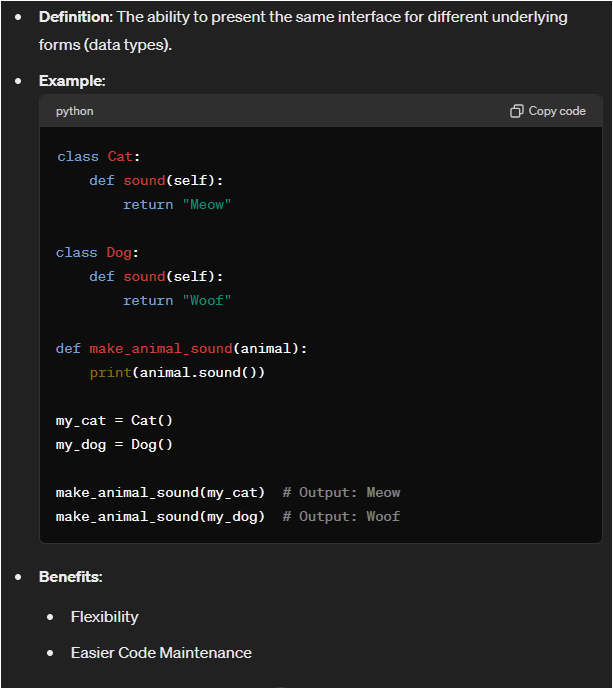 Definition: The ability to present the same interface for different underlying
forms (data types).
Example:
python
Copy code
class Cat:
    def sound(self):
        return "Meow"
class Dog:
    def sound(self):
        return "Woof"
def make_animal_sound(animal):
    print(animal.sound())
my_cat = Cat()
my_dog = Dog()
make_animal_sound(my_cat)  # Output: Meow
make_animal_sound(my_dog)  # Output: Woof
Benefits:
Flexibility
Easier Code Maintenance